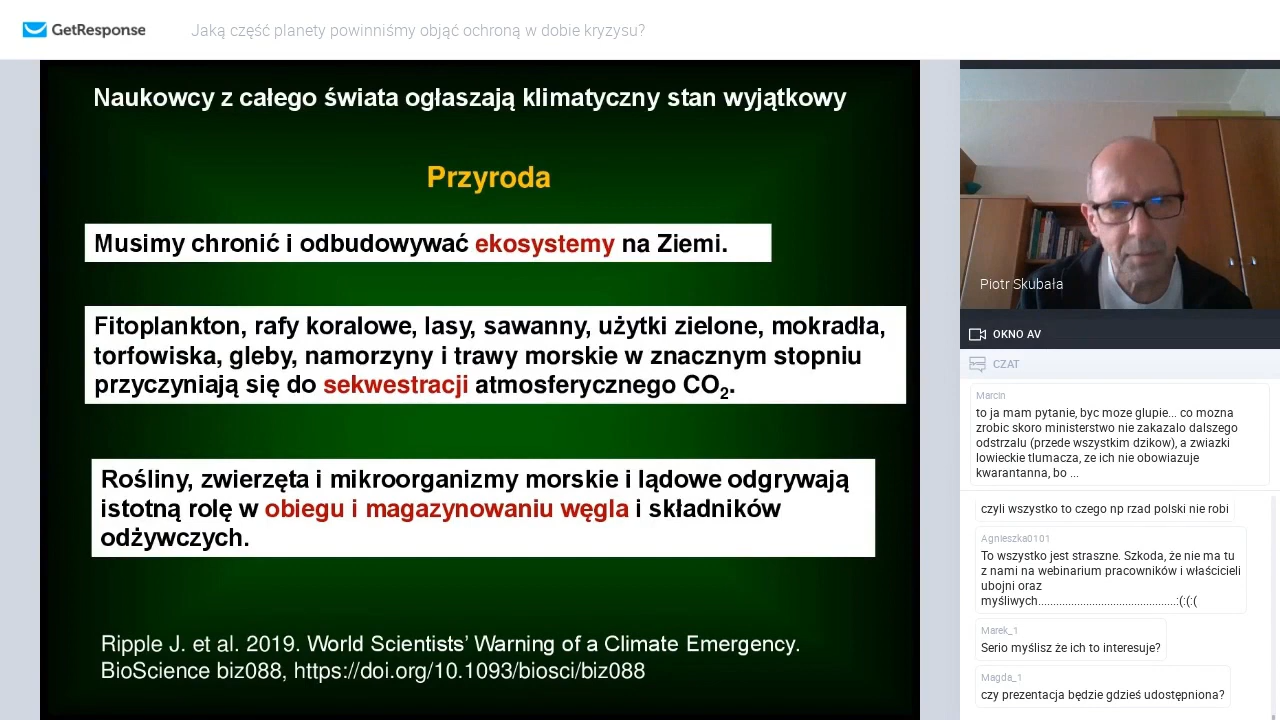 GetResponse
Jaką część planety powinniśmy objąć ochroną w dobie kryzysu?
Naukowcy z całego świata ogłaszają klimatyczny stan wyjątkowy
Przyroda
Musimy chronić i odbudowywać ekosystemy na Ziemi.
Fitoplankton, rafy koralowe, lasy, sawanny, użytki zielone, mokradła,
torfowiska, gleby, namorzyny i trawy morskie w znacznym stopniu
przyczyniają się do sekwestracji atmosferycznego CO₂.
Rośliny, zwierzęta i mikroorganizmy morskie i lądowe odgrywają
istotną rolę w obiegu i magazynowaniu węgla i składników
odżywczych.
Ripple J. et al. 2019. World Scientists’ Warning of a Climate Emergency.
BioScience biz088, https://doi.org/10.1093/biosci/biz088
Piotr Skubała
OKNO AV
CZAT
Marcin
to ja mam pytanie, byc moze glupie... co mozna
zrobic skoro ministerstwo nie zakazalo dalszego
odstrzalu (przede wszystkim dzikow), a zwiazki
lowieckie tlumacza, ze ich nie obowiazuje
kwarantanna, bo ...
czyli wszystko to czego np rzad polski nie robi
Agnieszka0101
To wszystko jest straszne. Szkoda, że nie ma tu
z nami na webinarium pracowników i właścicieli
ubojni oraz
myśliwych..............................................:(:(:(
Marek_1
Serio myślisz że ich to interesuje?
Magda_1
czy prezentacja będzie gdzieś udostępniona?